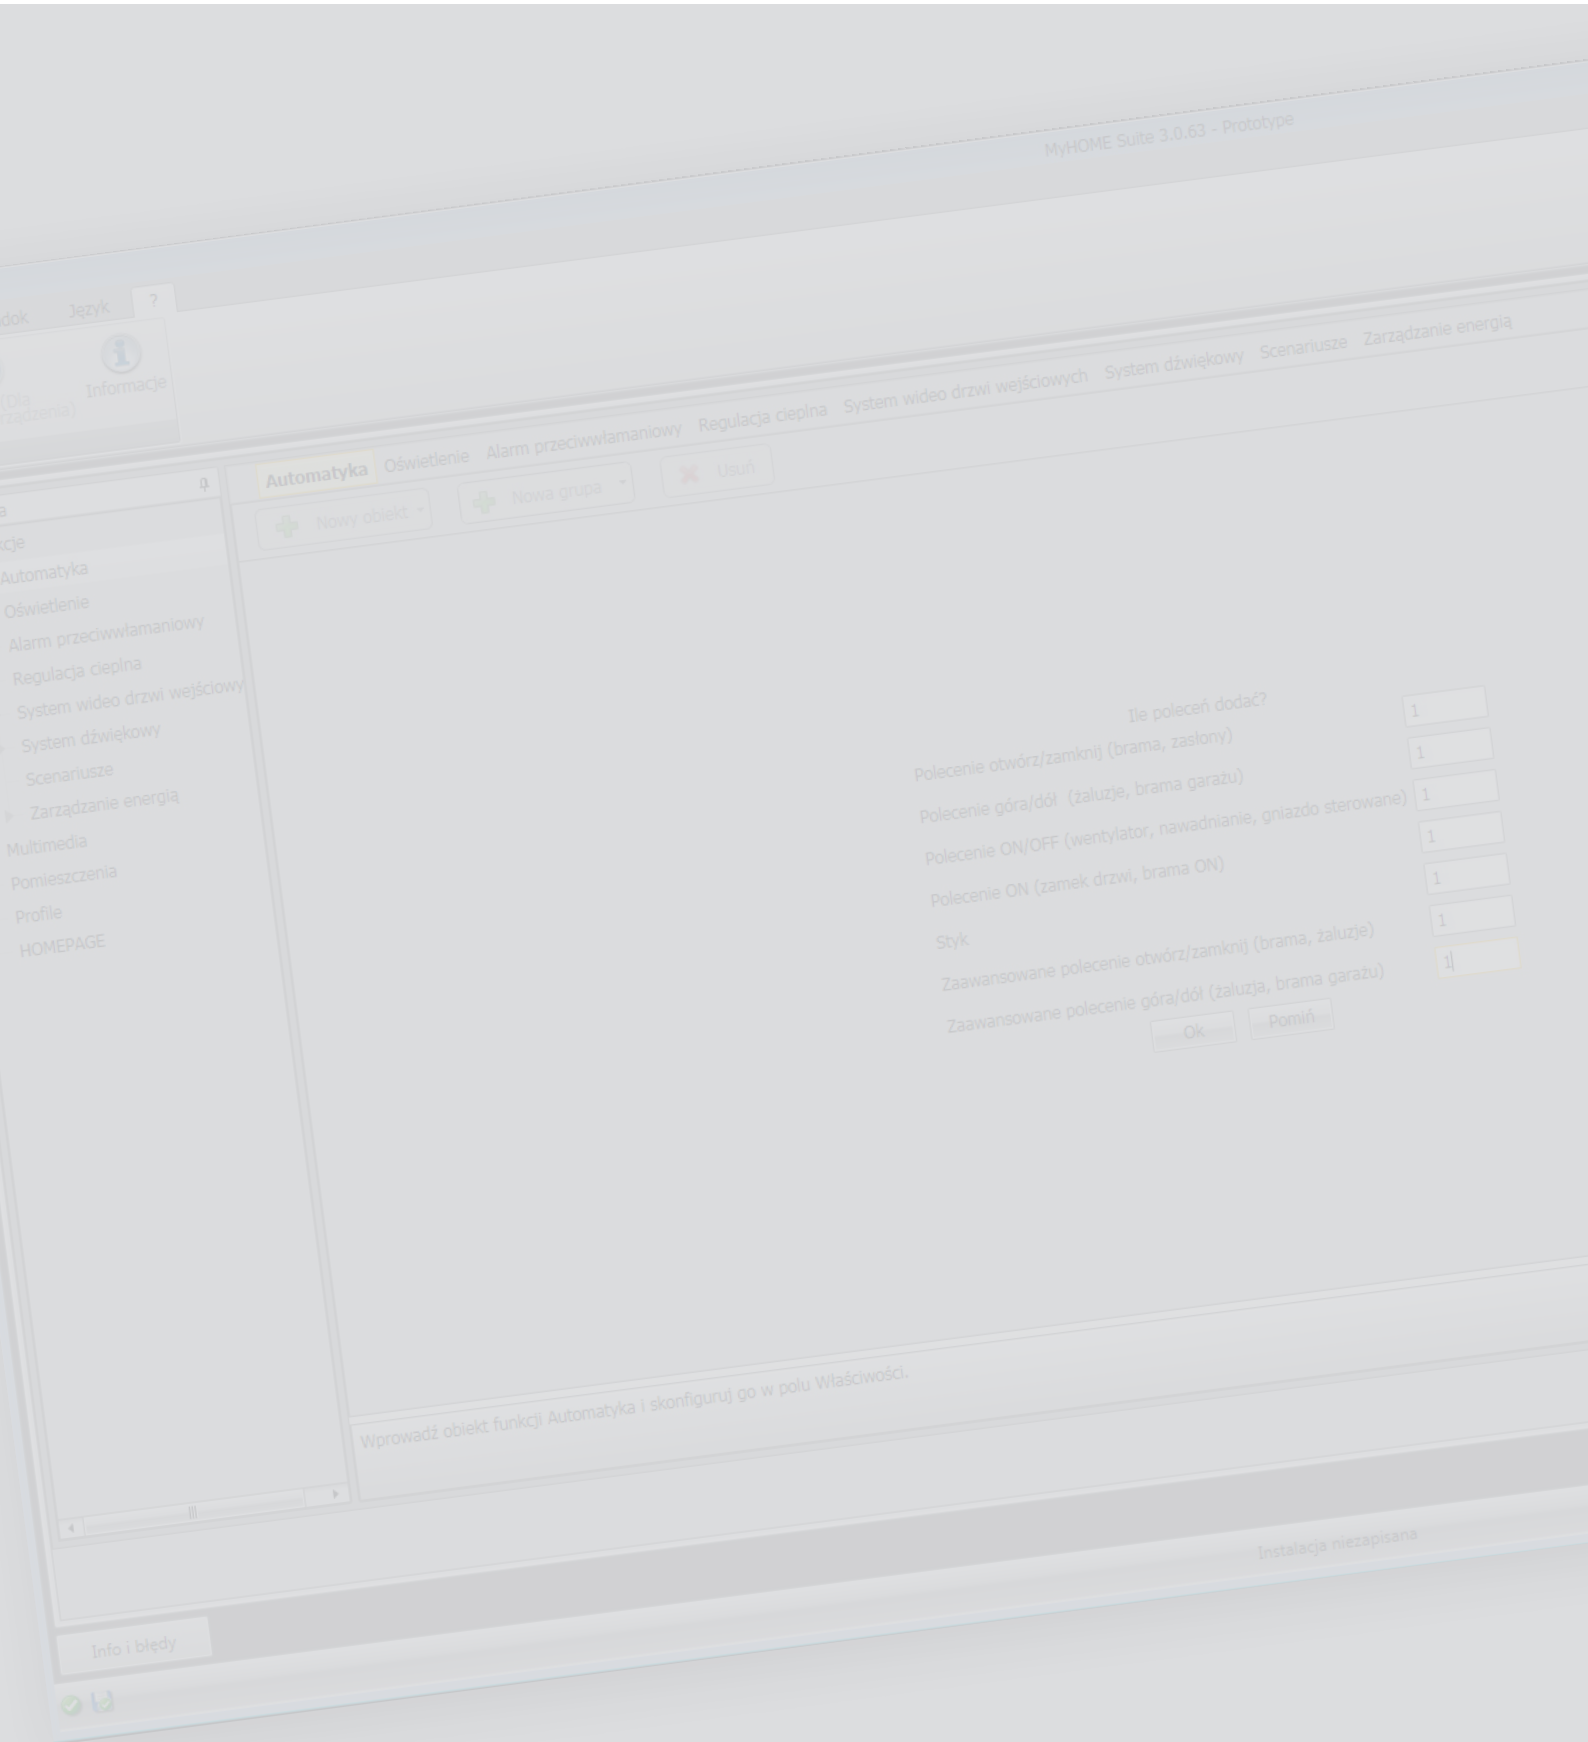 MyHOME Suite 3.0.63 - Prototype
dok Język ?
Informacje
(Dla
rządzenia)
Automatyka Oświetlenie Alarm przeciwwłamaniowy Regulacja cieplna System wideo drzwi wejściowych System dźwiękowy Scenariusze Zarządzanie energią
Nowy obiekt Nowa grupa Usuń
a
kcje
Automatyka
Oświetlenie
Alarm przeciwwłamaniowy
Regulacja cieplna
System wideo drzwi wejściowy
System dźwiękowy
Scenariusze
Zarządzanie energią
Multimedia
Pomieszczenia
Profile
HOMEPAGE
Ile poleceń dodać?
Polecenie otwórz/zamknij (brama, zasłony) 1
Polecenie góra/dół (żaluzje, brama garażu) 1
Polecenie ON/OFF (wentylator, nawadnianie, gniazdo sterowane) 1
Polecenie ON (zamek drzwi, brama ON) 1
Styk 1
Zaawansowane polecenie otwórz/zamknij (brama, żaluzje) 1
Zaawansowane polecenie góra/dół (żaluzja, brama garażu) 1
Ok Pomiń
Wprowadź obiekt funkcji Automatyka i skonfiguruj go w polu Właściwości.
Instalacja niezapisana
Info i błędy